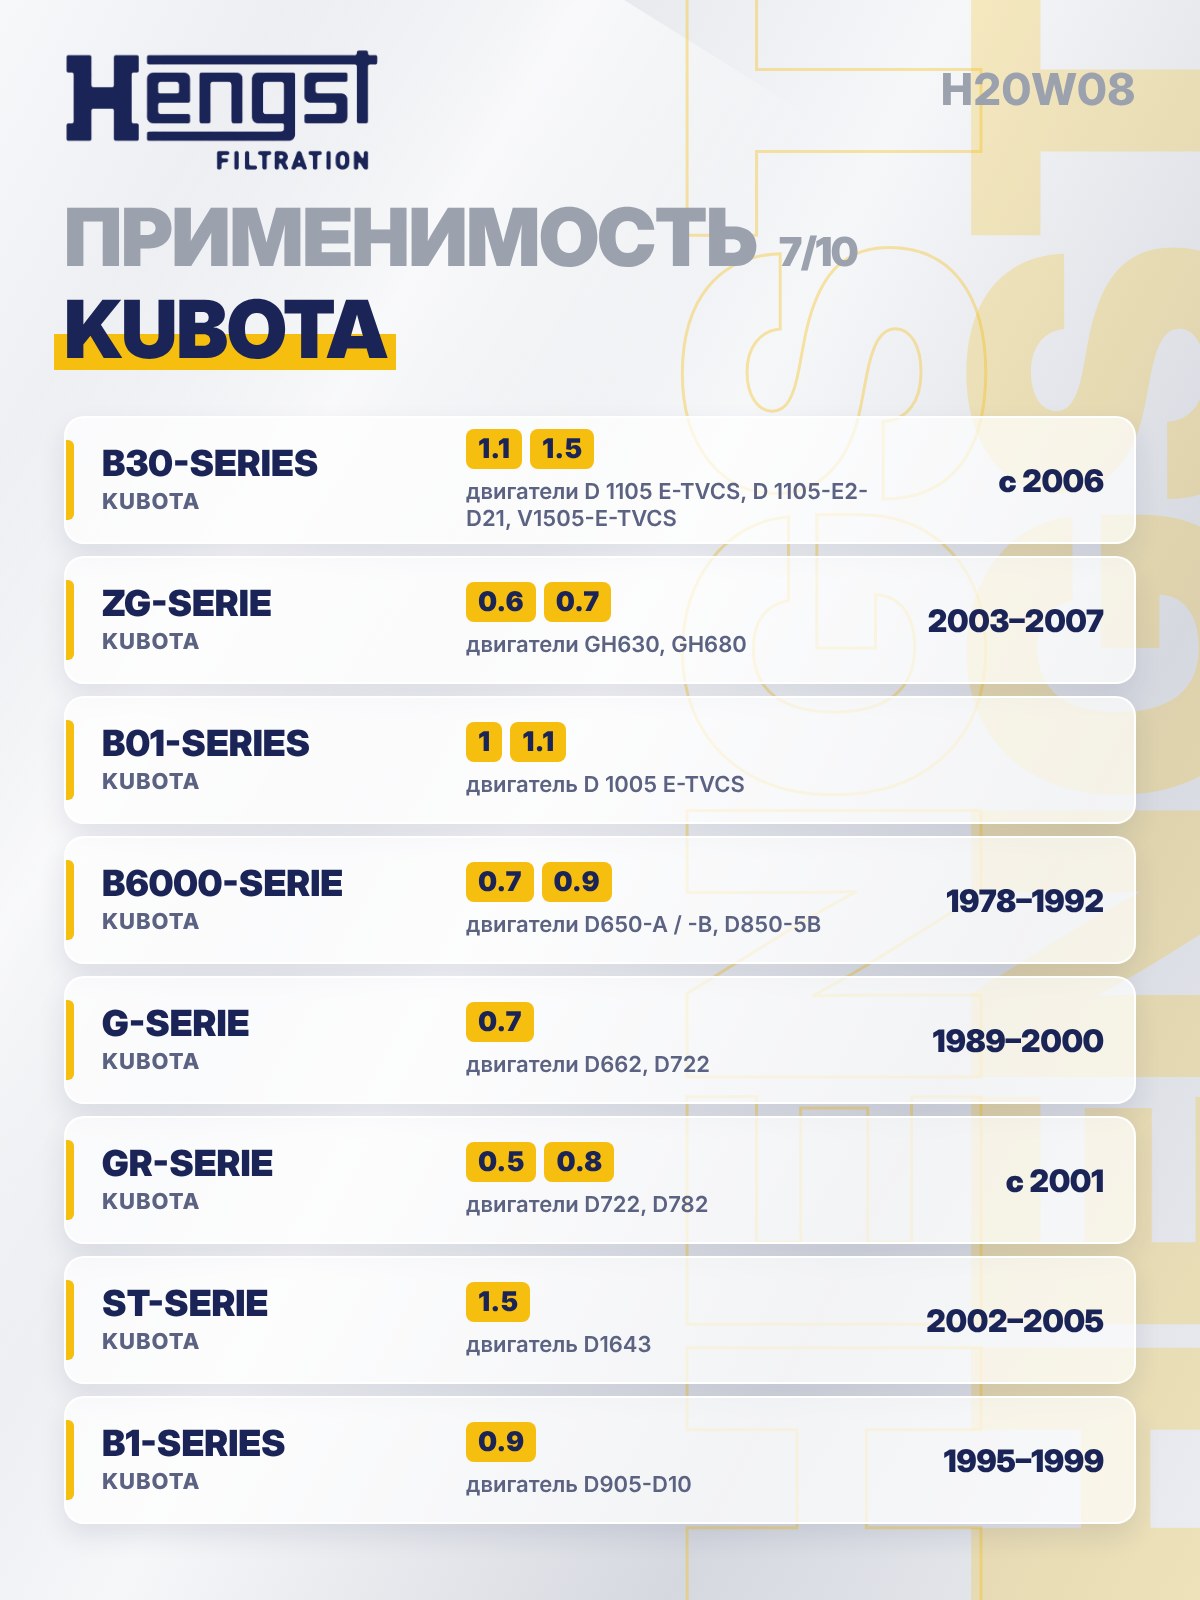 Hengst
FILTRATION
H20W08
ПРИМЕНИМОСТЬ 7/10
KUBOTA
B30-SERIES
KUBOTA
1.1 1.5
двигатели D 1105 E-TVCS, D 1105-E2-
D21, V1505-E-TVCS
с 2006
ZG-SERIE
KUBOTA
0.6 0.7
двигатели GH630, GH680
2003–2007
B01-SERIES
KUBOTA
1 1.1
двигатель D 1005 E-TVCS
B6000-SERIE
KUBOTA
0.7 0.9
двигатели D650-A / -B, D850-5B
1978–1992
G-SERIE
KUBOTA
0.7
двигатели D662, D722
1989–2000
GR-SERIE
KUBOTA
0.5 0.8
двигатели D722, D782
с 2001
ST-SERIE
KUBOTA
1.5
двигатель D1643
2002–2005
B1-SERIES
KUBOTA
0.9
двигатель D905-D10
1995–1999
HENGST
HENGST